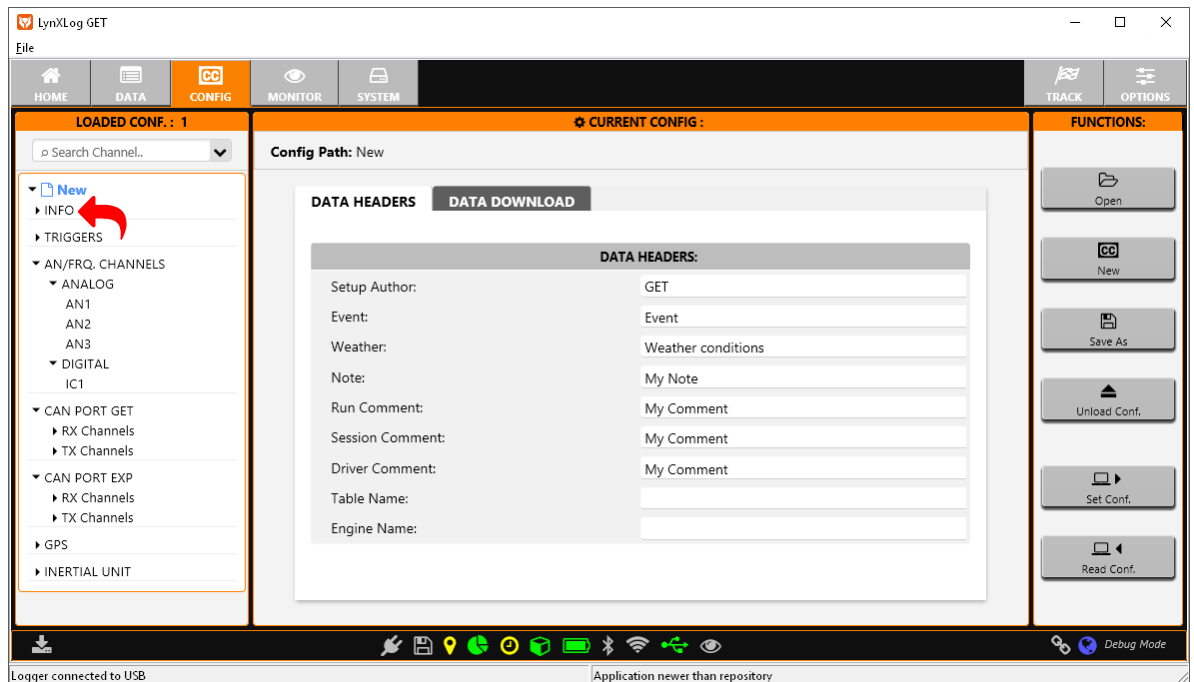 LynXLog GET
File
HOME
DATA
CC
CONFIG
MONITOR
SYSTEM
TRACK
OPTIONS
LOADED CONF. : 1
Search Channel..
New
INFO
TRIGGERS
AN/FRQ. CHANNELS
ANALOG
AN1
AN2
AN3
DIGITAL
IC1
CAN PORT GET
RX Channels
TX Channels
CAN PORT EXP
RX Channels
TX Channels
GPS
INERTIAL UNIT
CURRENT CONFIG :
Config Path: New
DATA HEADERS
DATA DOWNLOAD
DATA HEADERS:
Setup Author: GET
Event: Event
Weather: Weather conditions
Note: My Note
Run Comment: My Comment
Session Comment: My Comment
Driver Comment: My Comment
Table Name:
Engine Name:
FUNCTIONS:
Open
CC
New
Save As
Unload Conf.
Set Conf.
Read Conf.
Debug Mode
Logger connected to USB
Application newer than repository